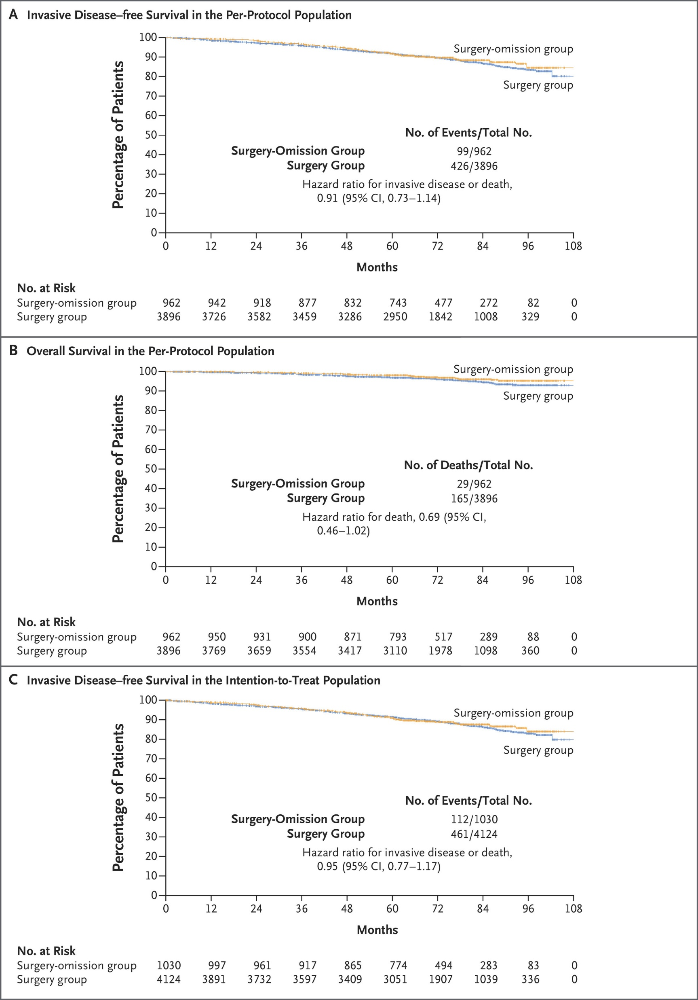 A Invasive Disease–free Survival in the Per-Protocol Population
Percentage of Patients
100
90
80
70
60
50
40
30
20
10
0
Surgery-omission group
Surgery group
No. of Events/Total No.
Surgery-Omission Group 99/962
Surgery Group 426/3896
Hazard ratio for invasive disease or death,
0.91 (95% CI, 0.73–1.14)
0 12 24 36 48 60 72 84 96 108
Months
No. at Risk
Surgery-omission group 962 942 918 877 832 743 477 272 82 0
Surgery group 3896 3726 3582 3459 3286 2950 1842 1008 329 0
B Overall Survival in the Per-Protocol Population
Percentage of Patients
100
90
80
70
60
50
40
30
20
10
0
Surgery-omission group
Surgery group
No. of Deaths/Total No.
Surgery-Omission Group 29/962
Surgery Group 165/3896
Hazard ratio for death, 0.69 (95% CI,
0.46–1.02)
0 12 24 36 48 60 72 84 96 108
Months
No. at Risk
Surgery-omission group 962 950 931 900 871 793 517 289 88 0
Surgery group 3896 3769 3659 3554 3417 3110 1978 1098 360 0
C Invasive Disease–free Survival in the Intention-to-Treat Population
Percentage of Patients
100
90
80
70
60
50
40
30
20
10
0
Surgery-omission group
Surgery group
No. of Events/Total No.
Surgery-Omission Group 112/1030
Surgery Group 461/4124
Hazard ratio for invasive disease or death,
0.95 (95% CI, 0.77–1.17)
0 12 24 36 48 60 72 84 96 108
Months
No. at Risk
Surgery-omission group 1030 997 961 917 865 774 494 283 83 0
Surgery group 4124 3891 3732 3597 3409 3051 1907 1039 336 0